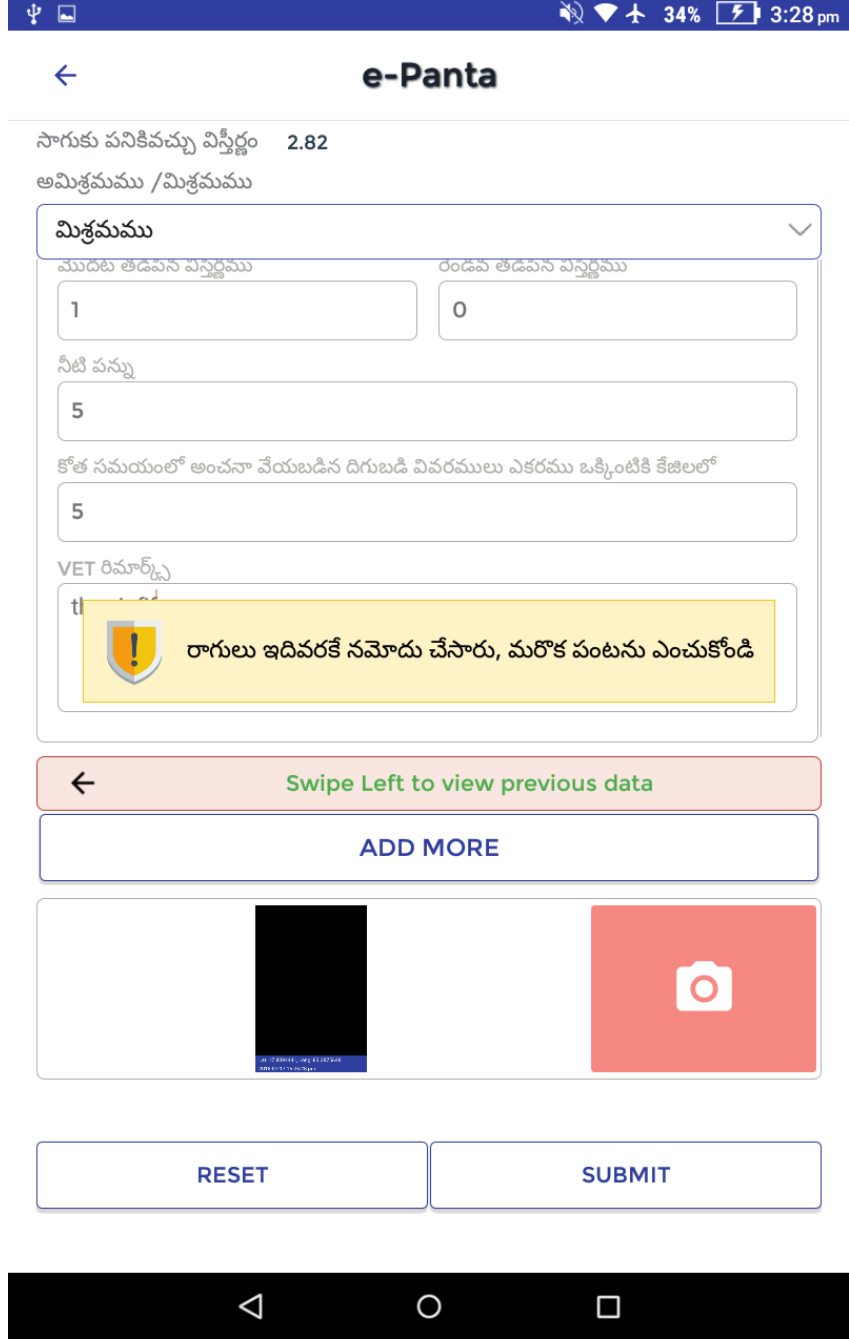 34% 3:28 pm
e-Panta
సాగుకు పనికివచ్చు విస్తీర్ణం 2.82
అమిశ్రమము /మిశ్రమము
మిశ్రమము
మొదట తడిపిన విస్తీర్ణము రెండవ తడిపిన విస్తీర్ణము
1 0
నీటి పన్ను
5
కోత సమయంలో అంచనా వేయబడిన దిగుబడి వివరములు ఎకరము ఒక్కింటికి కేజిలలో
5
VET రిమార్క్స్
రాగులు ఇదివరకే నమోదు చేసారు, మరొక పంటను ఎంచుకోండి
Swipe Left to view previous data
ADD MORE
RESET SUBMIT